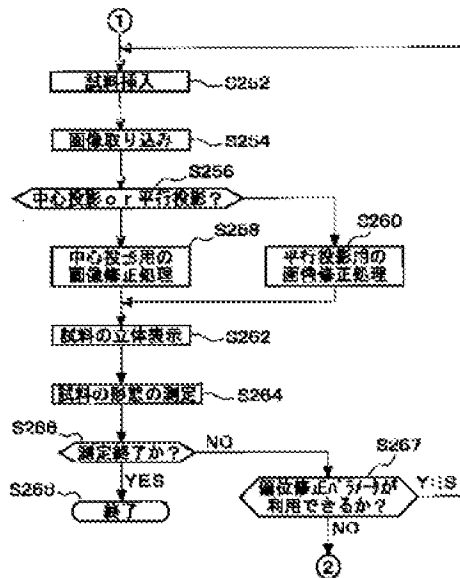 ①
試料挿入 S252
画像取り込み S254
S256
中心投影or平行投影?
S258 S260
中心投影用の 平行投影用の
画像修正処理 画像修正処理
試料の立体表示 S262
試料の形態の測定 S264
S266 S267
測定終了か? NO
偏位修正パラメータが YES
利用できるか?
YES
S268
終了 NO
②